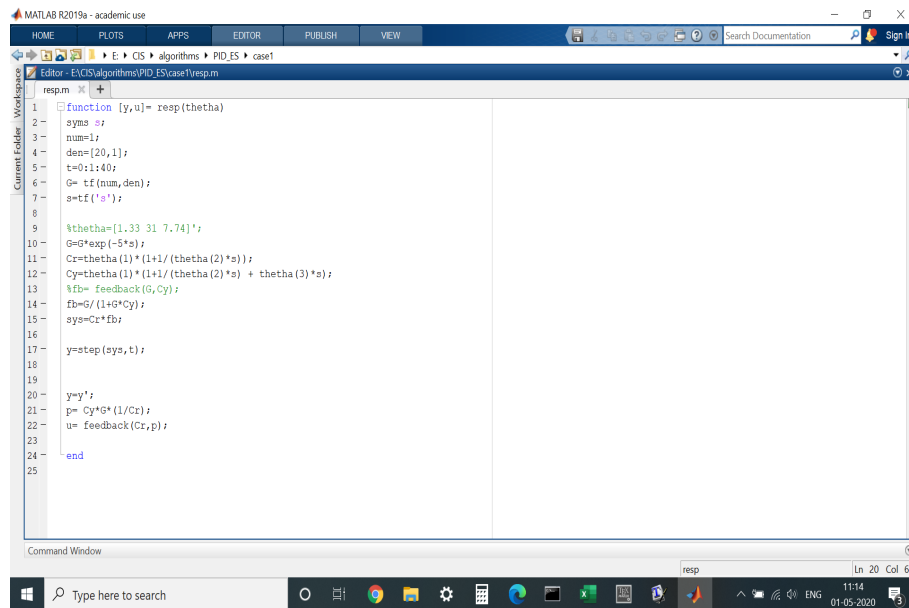 MATLAB R2019a - academic use
HOME PLOTS APPS EDITOR PUBLISH VIEW Search Documentation Sign In
E: CIS algorithms PID_ES case1
Editor - E:\CIS\algorithms\PID_ES\case1\resp.m
resp.m
Workspace
Current Folder
1 function [y,u]= resp(thetha)
2 syms s;
3 num=1;
4 den=[20,1];
5 t=0:1:40;
6 G= tf(num,den);
7 s=tf('s');
8
9 %thetha=[1.33 31 7.74]';
10 G=G*exp(-5*s);
11 Cr=thetha(1)*(1+1/(thetha(2)*s));
12 Cy=thetha(1)*(1+1/(thetha(2)*s) + thetha(3)*s);
13 %fb= feedback(G,Cy);
14 fb=G/(1+G*Cy);
15 sys=Cr*fb;
16
17 y=step(sys,t);
18
19
20 y=y';
21 p= Cy*G*(1/Cr);
22 u= feedback(Cr,p);
23
24 end
25
Command Window
resp Ln 20 Col 6
Type here to search ENG 11:14
01-05-2020 3